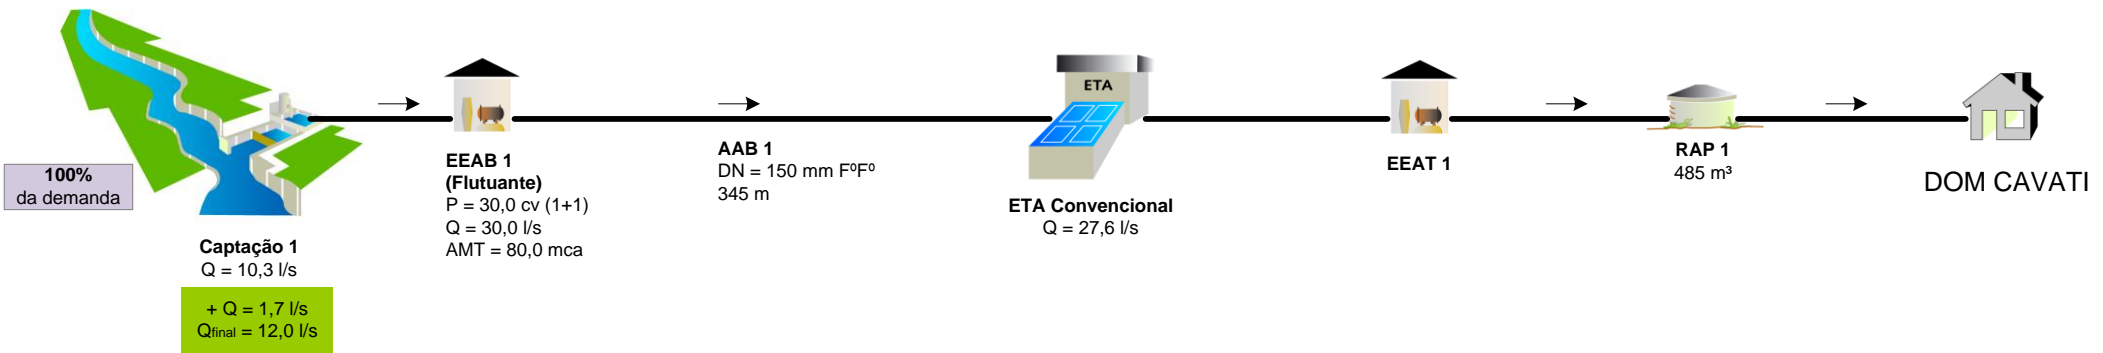 100%
da demanda
Captação 1
Q = 10,3 l/s
+ Q = 1,7 l/s
Qfinal = 12,0 l/s
EEAB 1
(Flutuante)
P = 30,0 cv (1+1)
Q = 30,0 l/s
AMT = 80,0 mca
AAB 1
DN = 150 mm FºFº
345 m
ETA
ETA Convencional
Q = 27,6 l/s
EEAT 1
RAP 1
485 m³
DOM CAVATI